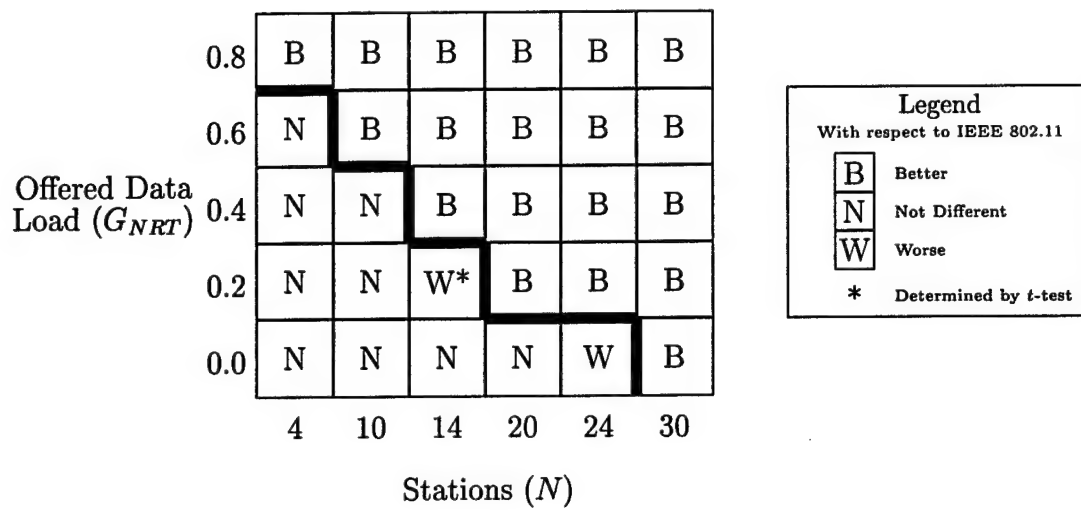 0.8 B B B B B B
0.6 N B B B B B
Offered Data
Load (G_NRT) 0.4 N N B B B B
0.2 N N W* B B B
0.0 N N N N W B
4 10 14 20 24 30
Stations (N)
Legend
With respect to IEEE 802.11
B Better
N Not Different
W Worse
* Determined by t-test